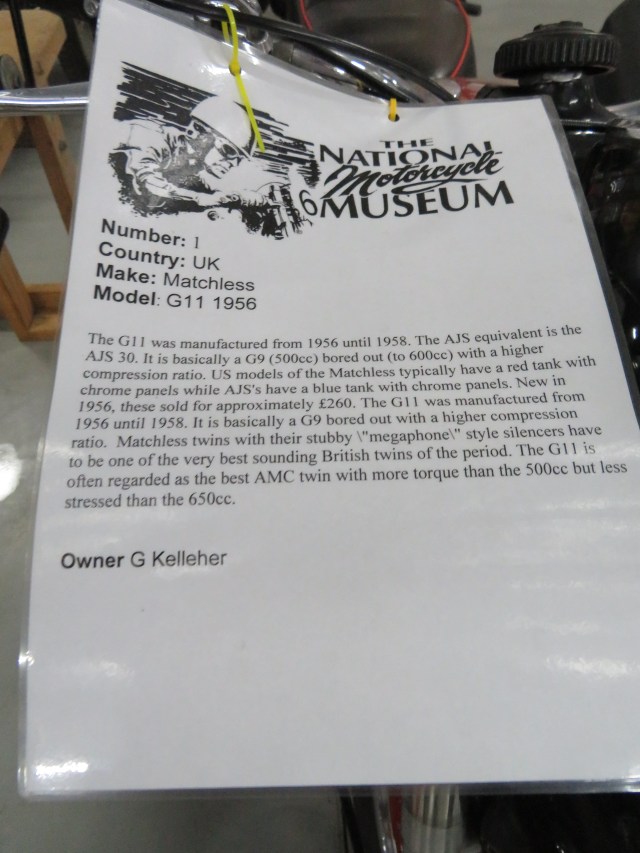 THE
NATIONAL
Motorcycle
MUSEUM
6
Number: 1
Country: UK
Make: Matchless
Model: G11 1956
The G11 was manufactured from 1956 until 1958. The AJS equivalent is the
AJS 30. It is basically a G9 (500cc) bored out (to 600cc) with a higher
compression ratio. US models of the Matchless typically have a red tank with
chrome panels while AJS's have a blue tank with chrome panels. New in
1956, these sold for approximately £260. The G11 was manufactured from
1956 until 1958. It is basically a G9 bored out with a higher compression
ratio. Matchless twins with their stubby \"megaphone\" style silencers have
to be one of the very best sounding British twins of the period. The G11 is
often regarded as the best AMC twin with more torque than the 500cc but less
stressed than the 650cc.
Owner G Kelleher